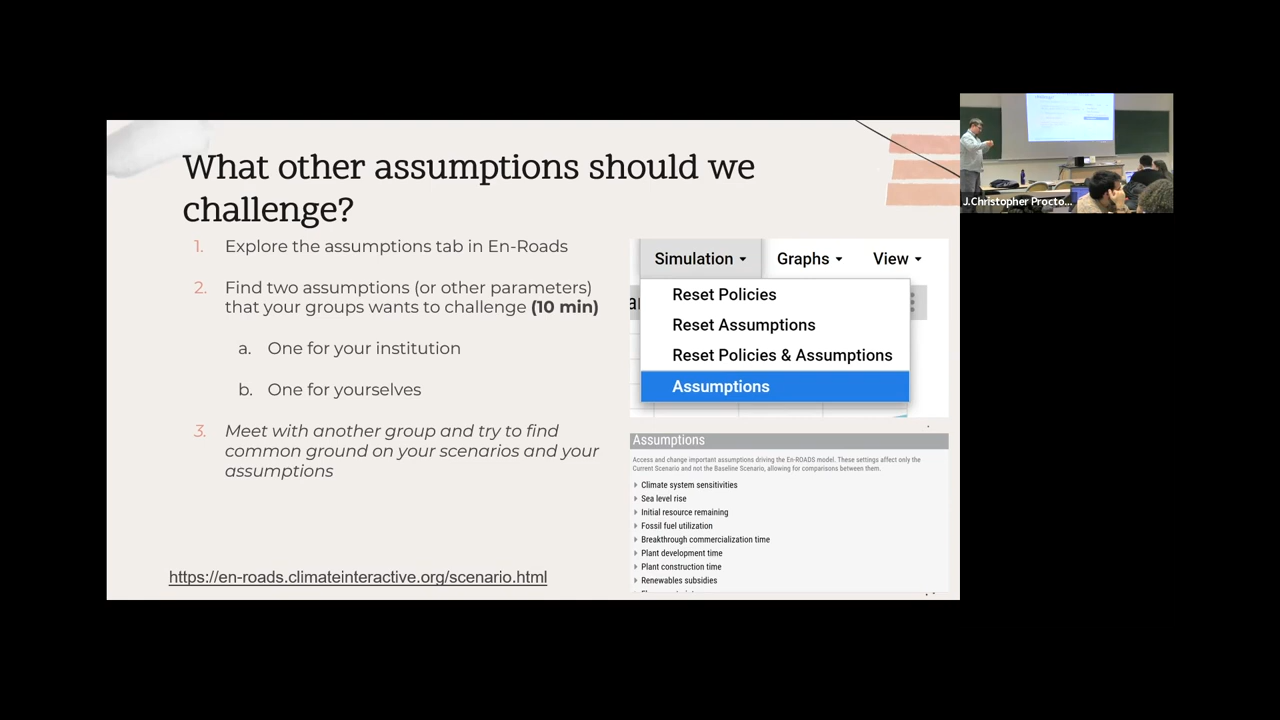 What other assumptions should we
challenge?
1. Explore the assumptions tab in En-Roads
2. Find two assumptions (or other parameters)
that your groups wants to challenge (10 min)
a. One for your institution
b. One for yourselves
3. Meet with another group and try to find
common ground on your scenarios and your
assumptions
https://en-roads.climateinteractive.org/scenario.html
Simulation Graphs View
Reset Policies
Reset Assumptions
Reset Policies & Assumptions
Assumptions
Assumptions
Access and change important assumptions driving the En-ROADS model. These settings affect only the
Current Scenario and not the Baseline Scenario, allowing for comparisons between them.
Climate system sensitivities
Sea level rise
Initial resource remaining
Fossil fuel utilization
Breakthrough commercialization time
Plant development time
Plant construction time
Renewables subsidies
J.Christopher Procto...